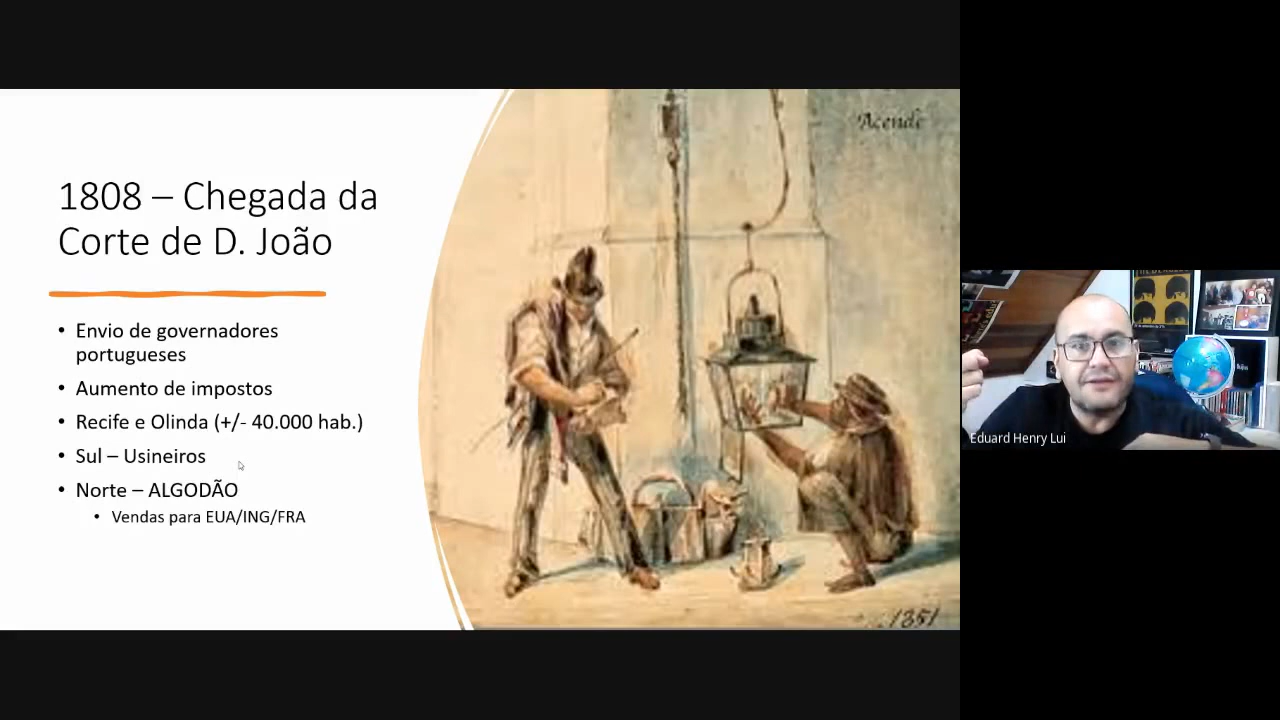 1808 – Chegada da
Corte de D. João
• Envio de governadores
portugueses
• Aumento de impostos
• Recife e Olinda (+/- 40.000 hab.)
• Sul – Usineiros
• Norte – ALGODÃO
• Vendas para EUA/ING/FRA
Acende
1851
Eduard Henry Lui